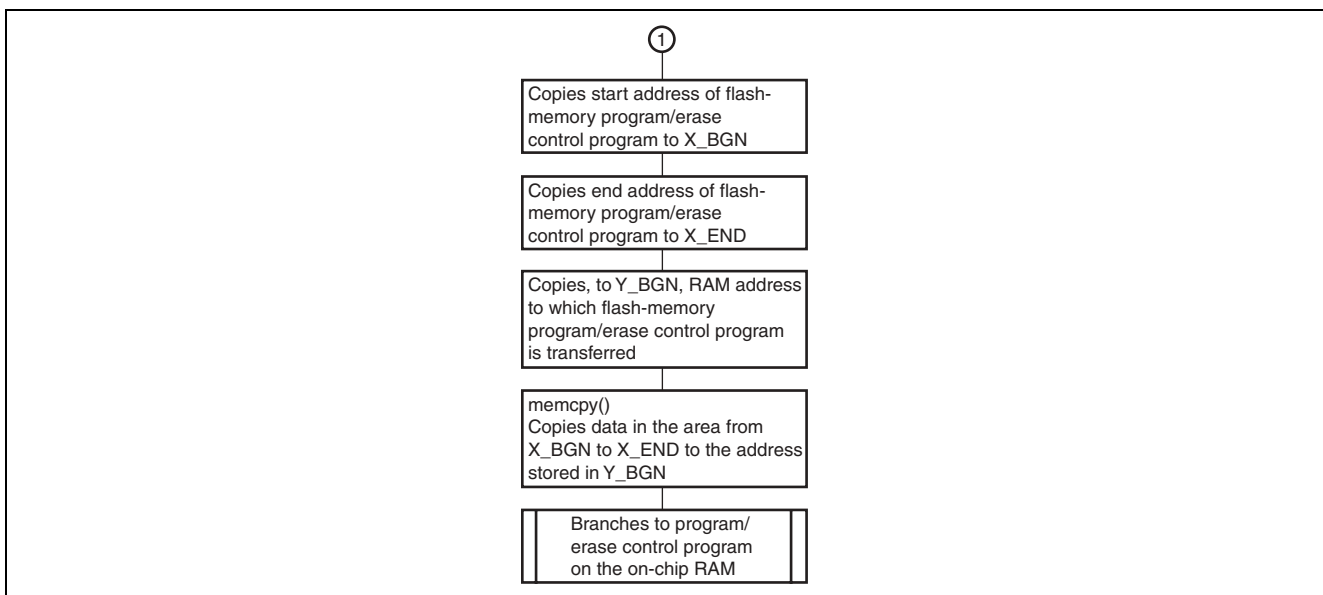 1
Copies start address of flash-
memory program/erase
control program to X_BGN
Copies end address of flash-
memory program/erase
control program to X_END
Copies, to Y_BGN, RAM address
to which flash-memory
program/erase control program
is transferred
memcpy()
Copies data in the area from
X_BGN to X_END to the address
stored in Y_BGN
Branches to program/
erase control program
on the on-chip RAM